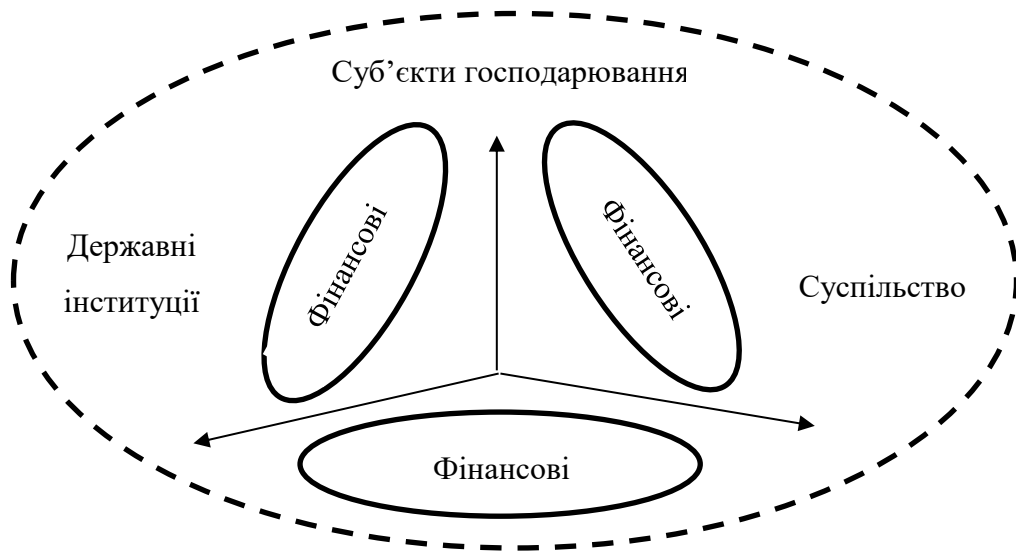 Суб’єкти господарювання
Фінансові
Фінансові
Державні
інституції
Суспільство
Фінансові